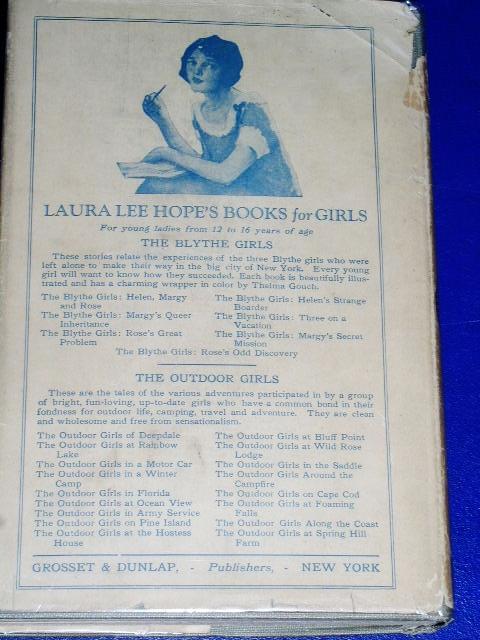 LAURA LEE HOPE'S BOOKS for GIRLS
For young ladies from 12 to 16 years of age
THE BLYTHE GIRLS
These stories relate the experiences of the three Blythe girls who were
left alone to make their way in the big city of New York. Every young
girl will want to know how they succeeded. Each book is beautifully illus-
trated and has a charming wrapper in color by Thelma Gooch.
The Blythe Girls: Helen, Margy
and Rose
The Blythe Girls: Margy's Queer
Inheritance
The Blythe Girls: Rose's Great
Problem
The Blythe Girls: Helen's Strange
Boarder
The Blythe Girls: Three on a
Vacation
The Blythe Girls: Margy's Secret
Mission
The Blythe Girls: Rose's Odd Discovery
THE OUTDOOR GIRLS
These are the tales of the various adventures participated in by a group
of bright, fun-loving, up-to-date girls who have a common bond in their
fondness for outdoor life, camping, travel and adventure. They are clean
and wholesome and free from sensationalism.
The Outdoor Girls of Deepdale
The Outdoor Girls at Rainbow
Lake
The Outdoor Girls in a Motor Car
The Outdoor Girls in a Winter
Camp
The Outdoor Girls in Florida
The Outdoor Girls at Ocean View
The Outdoor Girls in Army Service
The Outdoor Girls on Pine Island
The Outdoor Girls at the Hostess
House
The Outdoor Girls at Bluff Point
The Outdoor Girls at Wild Rose
Lodge
The Outdoor Girls in the Saddle
The Outdoor Girls Around the
Campfire
The Outdoor Girls on Cape Cod
The Outdoor Girls at Foaming
Falls
The Outdoor Girls Along the Coast
The Outdoor Girls at Spring Hill
Farm
GROSSET & DUNLAP, - Publishers, - NEW YORK